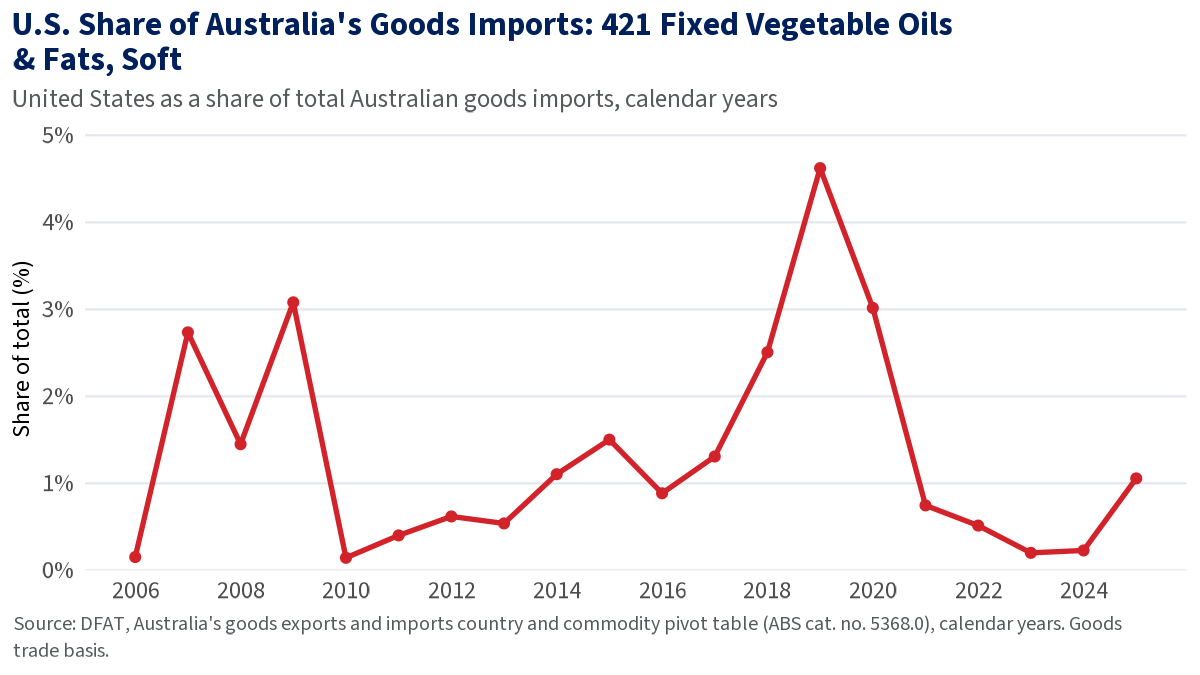 U.S. Share of Australia's Goods Imports: 421 Fixed Vegetable Oils
& Fats, Soft
United States as a share of total Australian goods imports, calendar years
5%
4%
3%
2%
1%
0%
Share of total (%)
2006 2008 2010 2012 2014 2016 2018 2020 2022 2024
Source: DFAT, Australia's goods exports and imports country and commodity pivot table (ABS cat. no. 5368.0), calendar years. Goods
trade basis.